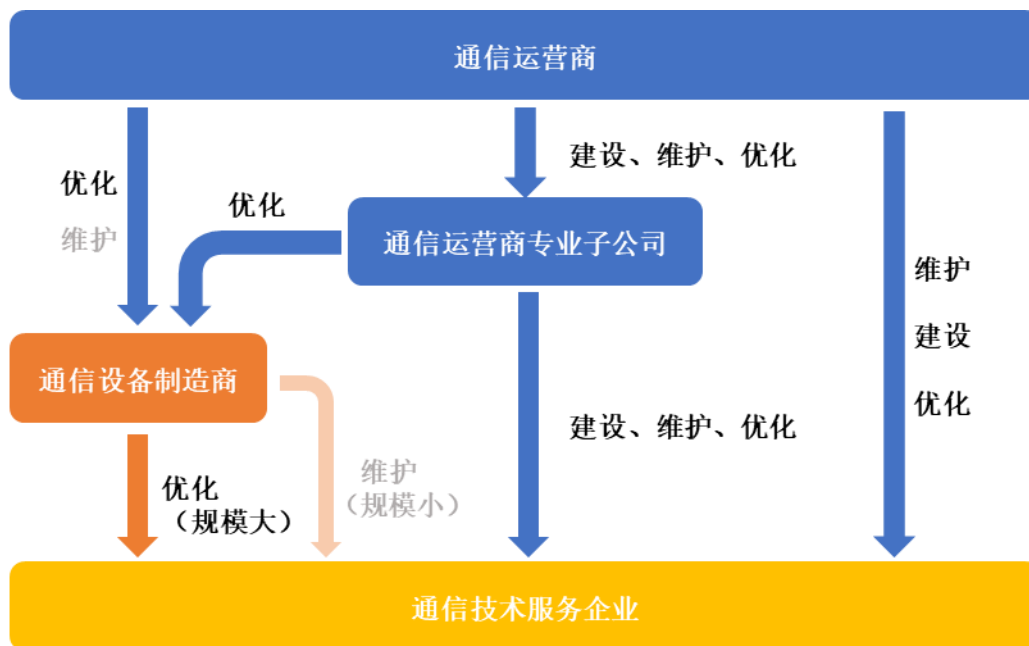 通信运营商
建设、维护、优化
优化
维护
优化
通信运营商专业子公司
维护
建设
优化
通信设备制造商
建设、维护、优化
优化
（规模大）
维护
（规模小）
通信技术服务企业